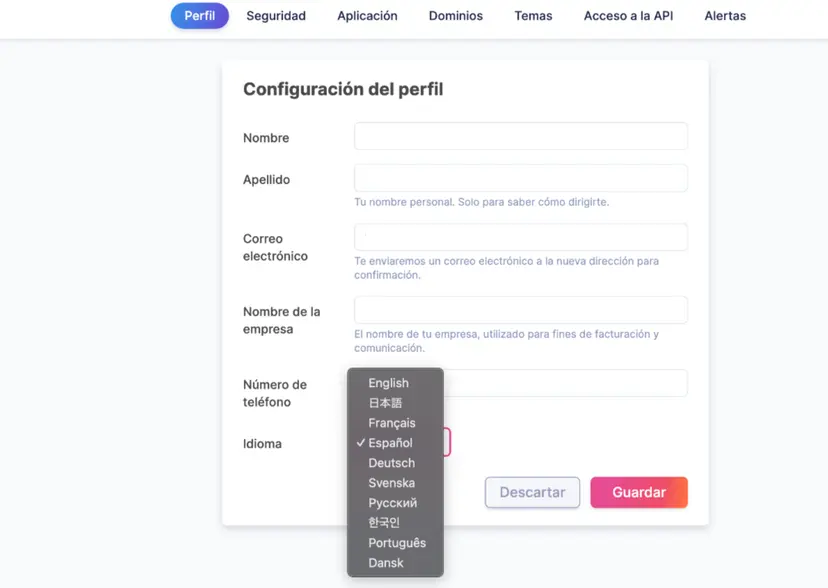 Perfil Seguridad Aplicación Dominios Temas Acceso a la API Alertas
Configuración del perfil
Nombre
Apellido
Tu nombre personal. Solo para saber cómo dirigirte.
Correo
electrónico
Te enviaremos un correo electrónico a la nueva dirección para
confirmación.
Nombre de la
empresa
El nombre de tu empresa, utilizado para fines de facturación y
comunicación.
Número de
teléfono
Idioma
English
日本語
Français
✓ Español
Deutsch
Svenska
Русский
한국인
Português
Dansk
Descartar Guardar